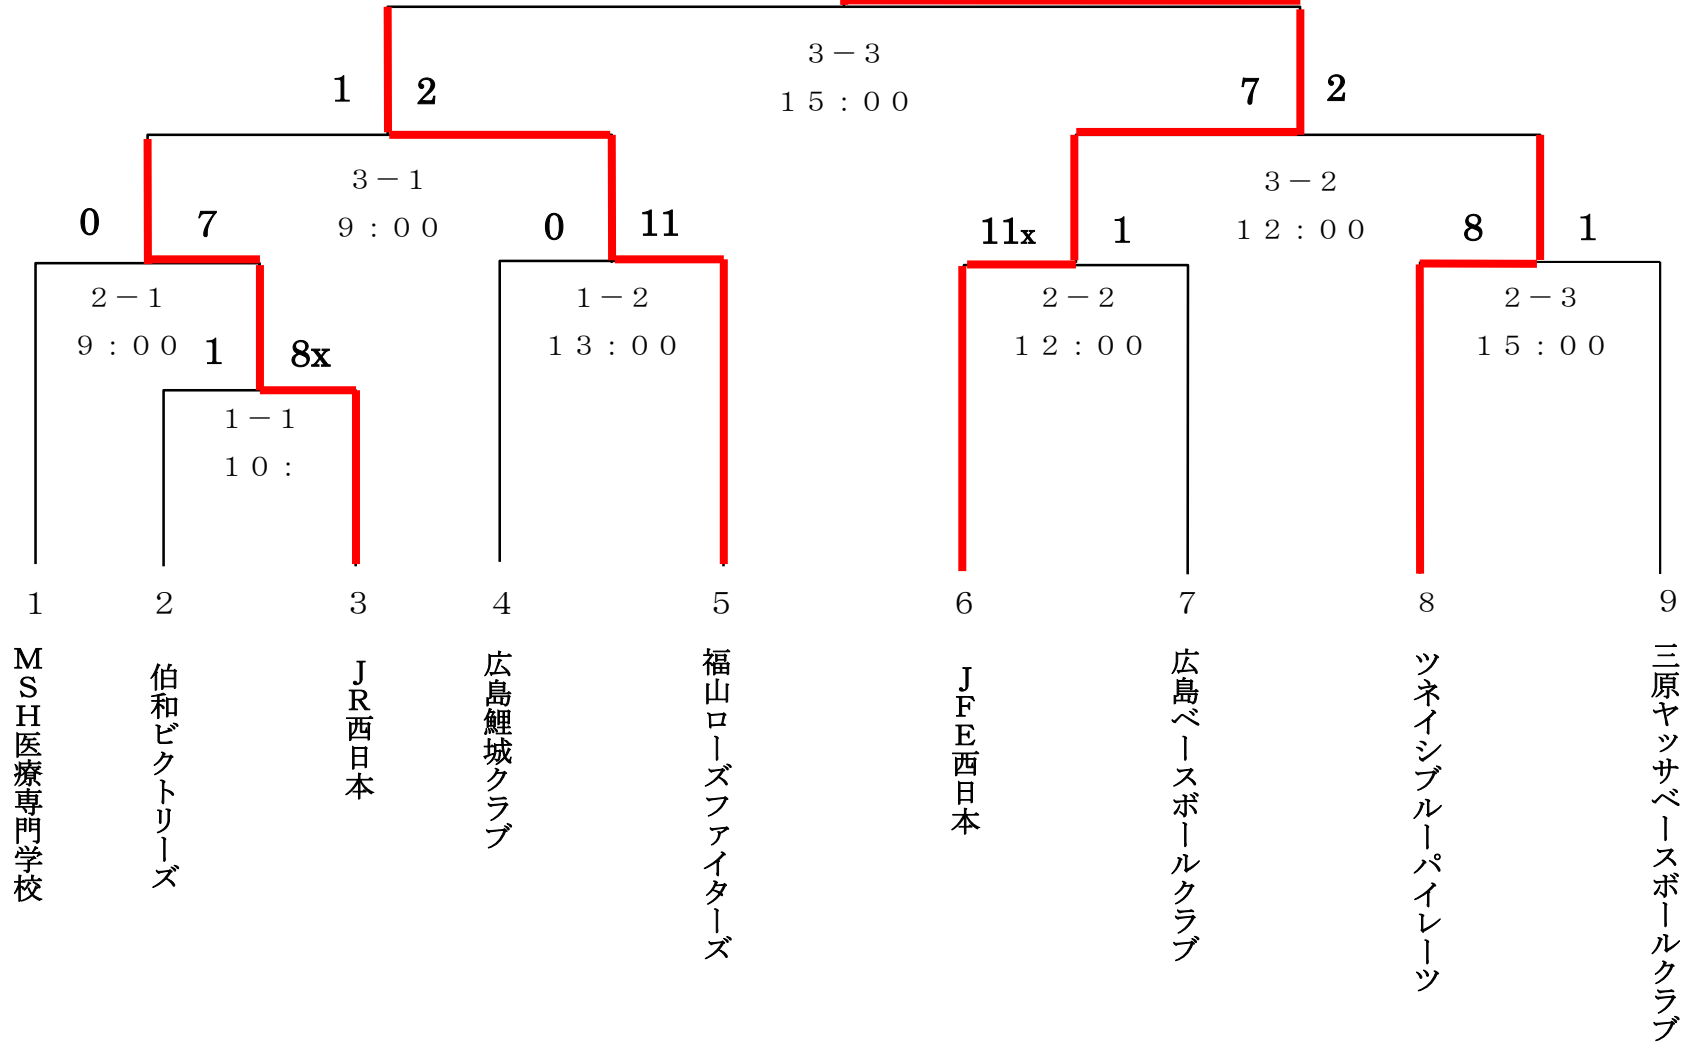 ３－３
１５：００
1 2
7 2
３－１
９：００
３－２
１２：００
0 7
0 11
11x 1
8 1
２－１
９：００
１－２
１３：００
２－２
１２：００
２－３
１５：００
1 8x
１－１
１０：
１ ２ ３ ４ ５ ６ ７ ８ ９
ＭＳＨ医療専門学校
伯和ビクトリーズ
ＪＲ西日本
広島鯉城クラブ
福山ローズファイターズ
ＪＦＥ西日本
広島ベースボールクラブ
ツネイシブルーパイレーツ
三原ヤッサベースボールクラブ